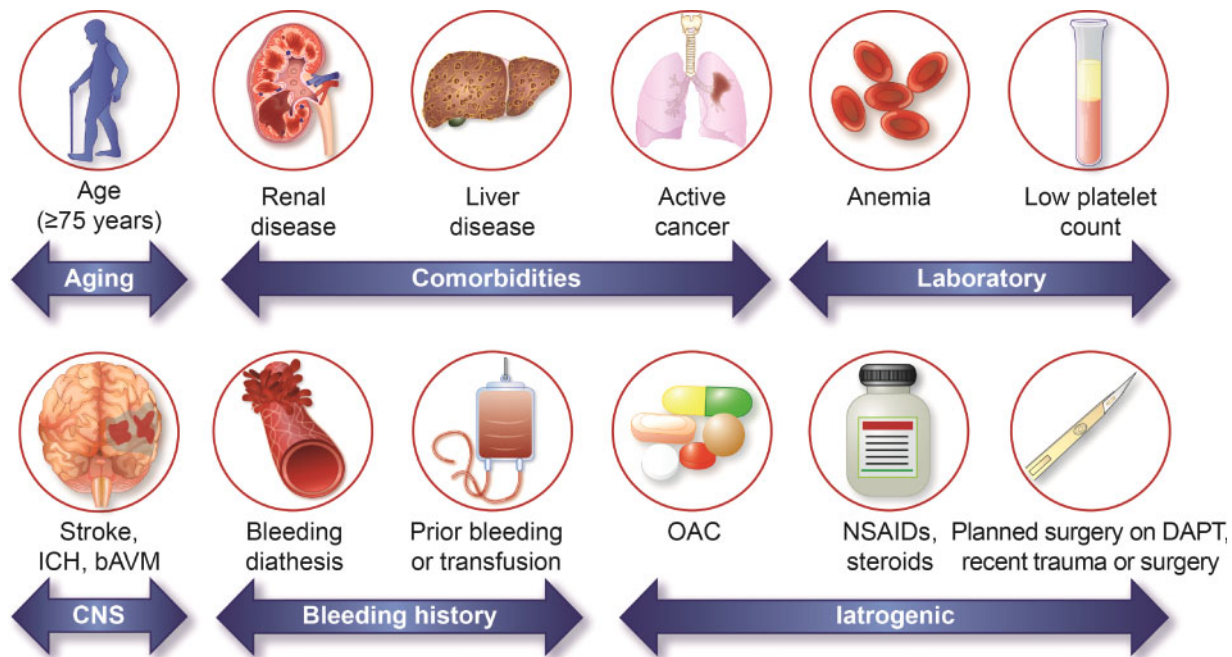 Age
(≥75 years)
Renal
disease
Liver
disease
Active
cancer
Anemia
Low platelet
count
Aging
Comorbidities
Laboratory
Stroke,
ICH, bAVM
Bleeding
diathesis
Prior bleeding
or transfusion
OAC
NSAIDs,
steroids
Planned surgery on DAPT,
recent trauma or surgery
CNS
Bleeding history
Iatrogenic